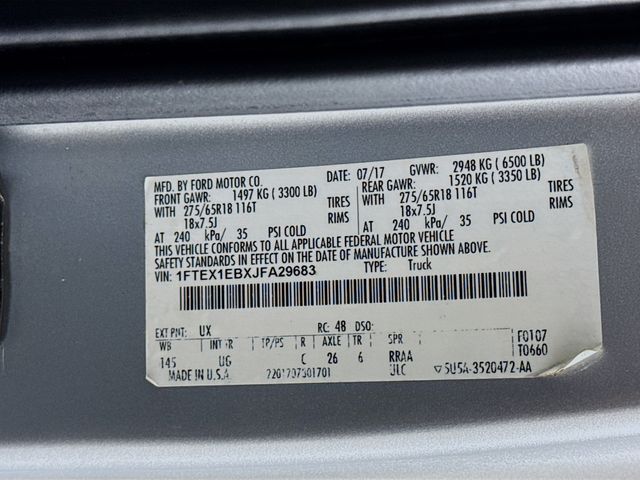 MFD. BY FORD MOTOR CO. DATE: 07/17 GVWR: 2948 KG ( 6500 LB)
FRONT GAWR: 1497 KG ( 3300 LB) REAR GAWR: 1520 KG ( 3350 LB)
WITH 275/65R18 116T TIRES WITH 275/65R18 116T TIRES
18x7.5J RIMS 18x7.5J RIMS
AT 240 kPa/ 35 PSI COLD AT 240 kPa/ 35 PSI COLD
THIS VEHICLE CONFORMS TO ALL APPLICABLE FEDERAL MOTOR VEHICLE
SAFETY STANDARDS IN EFFECT ON THE DATE OF MANUFACTURE SHOWN ABOVE.
VIN: 1FTEX1EBXJFA29683 TYPE: Truck
EXT PNT: UX RC: 48 DSO:
WB INT TR TP/PS R AXLE TR SPR F0107
145 UG C 26 6 RRAA T0660
MADE IN U.S.A. ULC ▽5U5A-3520472-AA